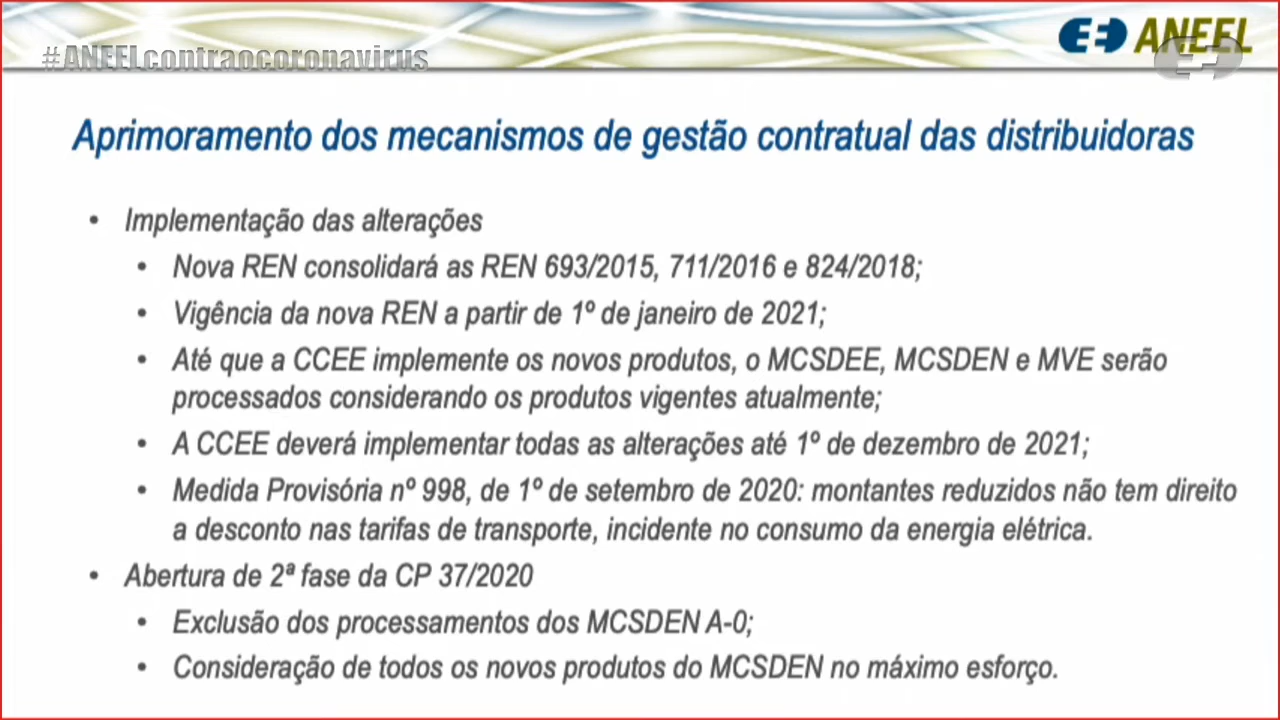 #ANEELcontraocoronavirus
ANEEL
Aprimoramento dos mecanismos de gestão contratual das distribuidoras
• Implementação das alterações
• Nova REN consolidará as REN 693/2015, 711/2016 e 824/2018;
• Vigência da nova REN a partir de 1º de janeiro de 2021;
• Até que a CCEE implemente os novos produtos, o MCSDEE, MCSDEN e MVE serão
processados considerando os produtos vigentes atualmente;
• A CCEE deverá implementar todas as alterações até 1º de dezembro de 2021;
• Medida Provisória nº 998, de 1º de setembro de 2020: montantes reduzidos não tem direito
a desconto nas tarifas de transporte, incidente no consumo da energia elétrica.
• Abertura de 2ª fase da CP 37/2020
• Exclusão dos processamentos dos MCSDEN A-0;
• Consideração de todos os novos produtos do MCSDEN no máximo esforço.